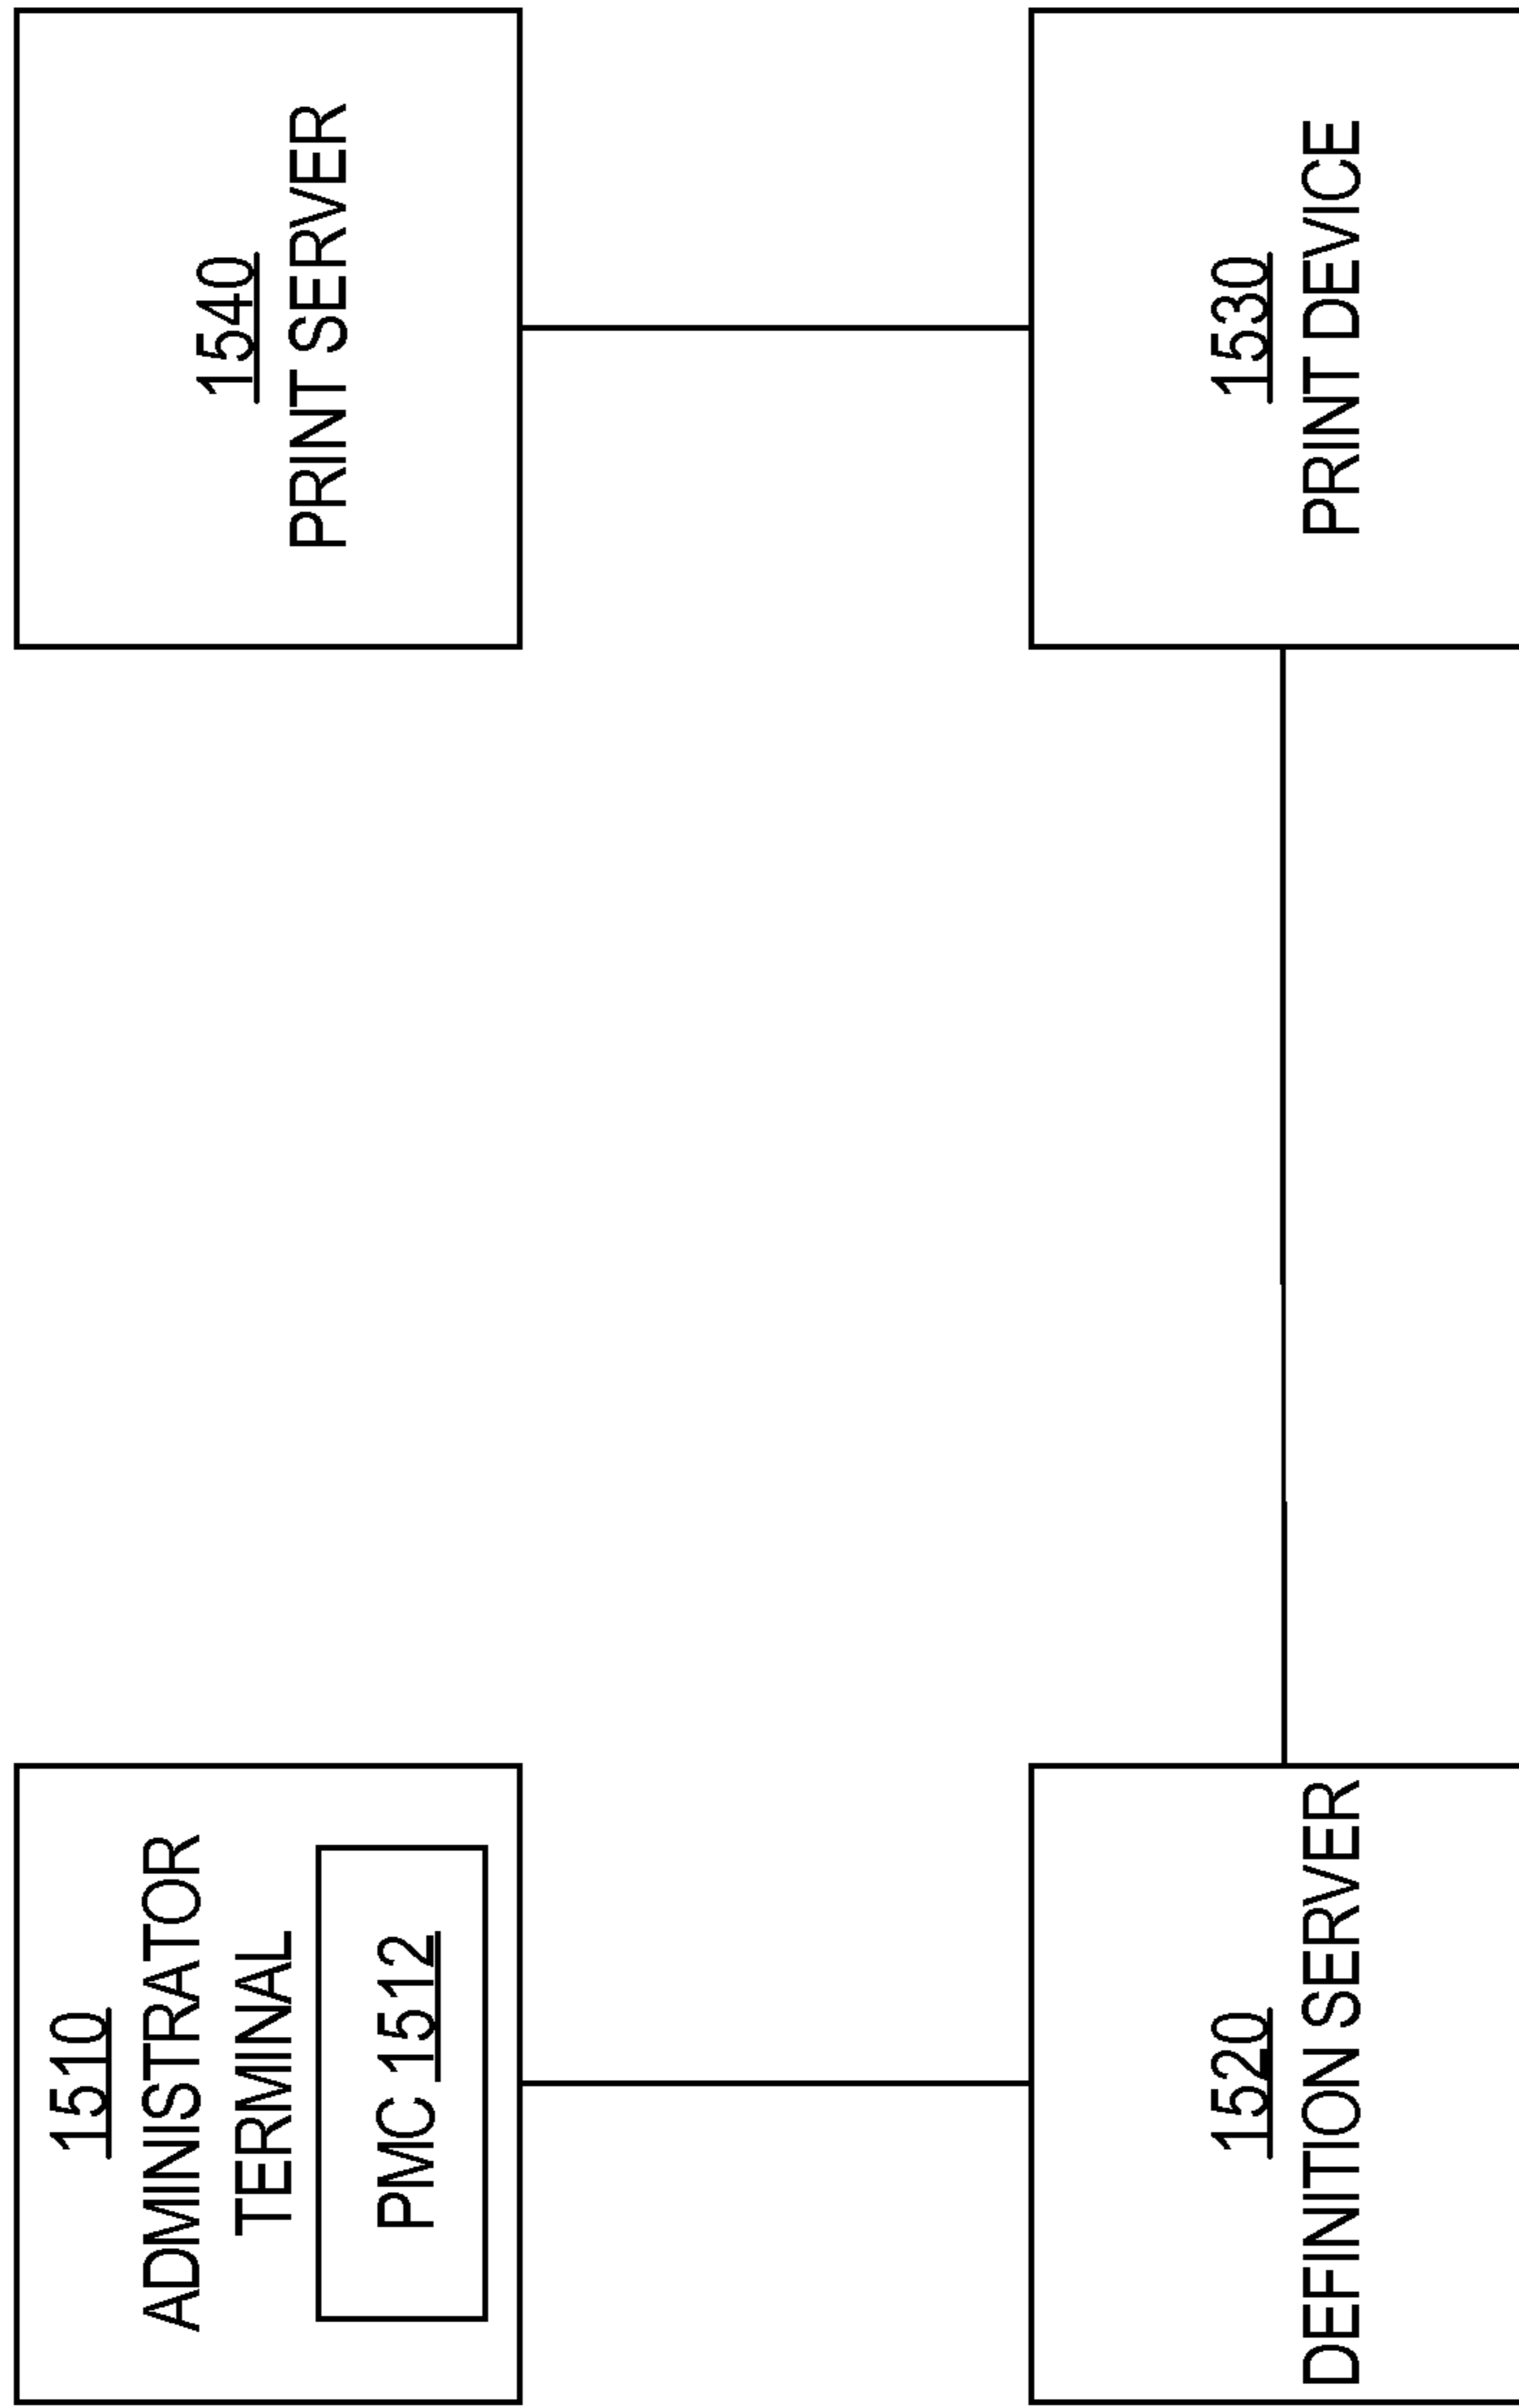 1510
ADMINISTRATOR
TERMINAL
PMC 1512
1540
PRINT SERVER
1520
DEFINITION SERVER
1530
PRINT DEVICE